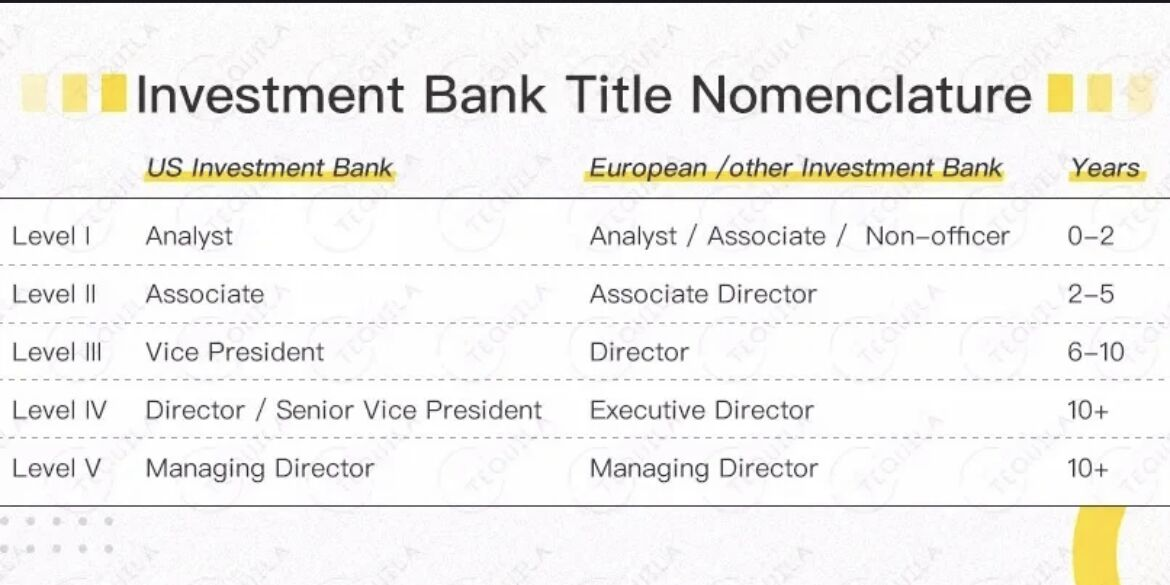 Investment Bank Title Nomenclature
US Investment Bank European /other Investment Bank Years
Level I Analyst Analyst / Associate / Non-officer 0-2
Level II Associate Associate Director 2-5
Level III Vice President Director 6-10
Level IV Director / Senior Vice President Executive Director 10+
Level V Managing Director Managing Director 10+
TEQUILA